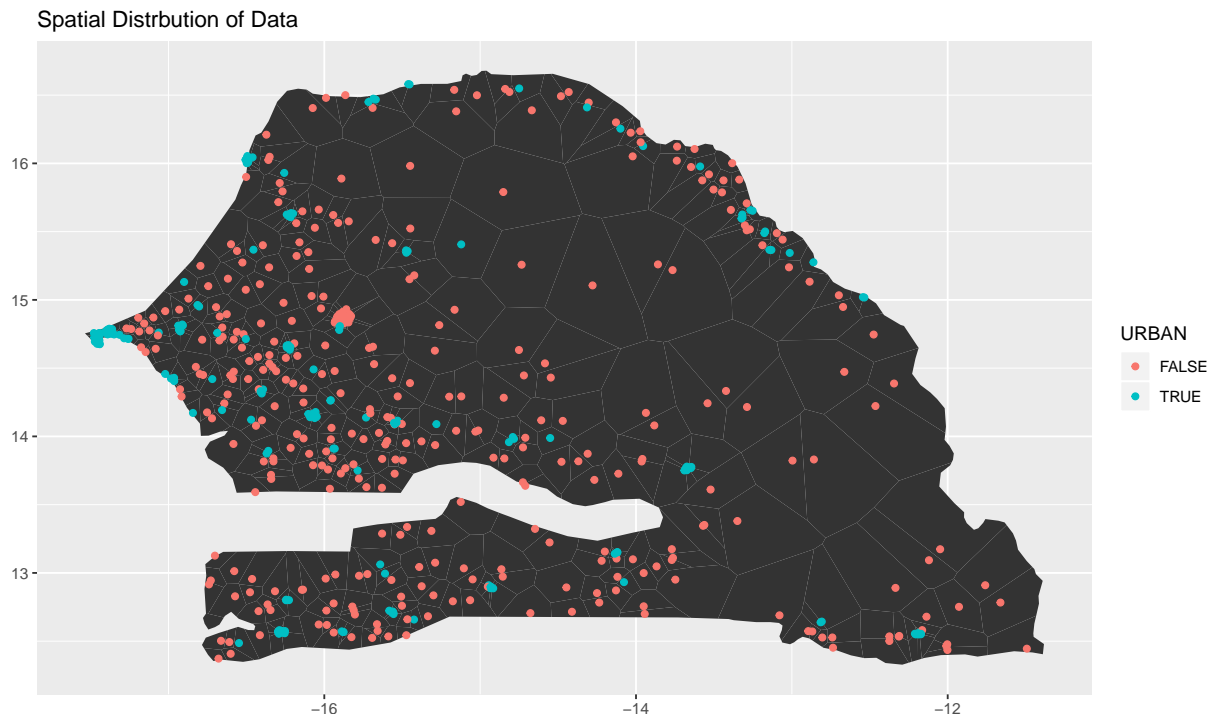 Spatial Distrbution of Data
16
15
14
13
−16
−14
−12
URBAN
FALSE
TRUE